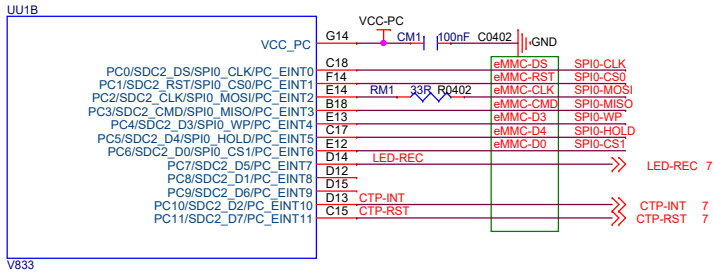 UU1B
VCC-PC
VCC_PC G14 CM1 100nF C0402 GND
PC0/SDC2_DS/SPI0_CLK/PC_EINT0 C18 eMMC-DS SPI0-CLK
PC1/SDC2_RST/SPI0_CS0/PC_EINT1 F14 eMMC-RST SPI0-CS0
PC2/SDC2_CLK/SPI0_MOSI/PC_EINT2 E14 RM1 33R R0402 eMMC-CLK SPI0-MOSI
PC3/SDC2_CMD/SPI0_MISO/PC_EINT3 B18 eMMC-CMD SPI0-MISO
PC4/SDC2_D3/SPI0_WP/PC_EINT4 E13 eMMC-D3 SPI0-WP
PC5/SDC2_D4/SPI0_HOLD/PC_EINT5 C17 eMMC-D4 SPI0-HOLD
PC6/SDC2_D0/SPI0_CS1/PC_EINT6 E12 eMMC-D0 SPI0-CS1
PC7/SDC2_D5/PC_EINT7 D14 LED-REC LED-REC 7
PC8/SDC2_D1/PC_EINT8 D12
PC9/SDC2_D6/PC_EINT9 D15
PC10/SDC2_D2/PC_EINT10 D13 CTP-INT CTP-INT 7
PC11/SDC2_D7/PC_EINT11 C15 CTP-RST CTP-RST 7
V833